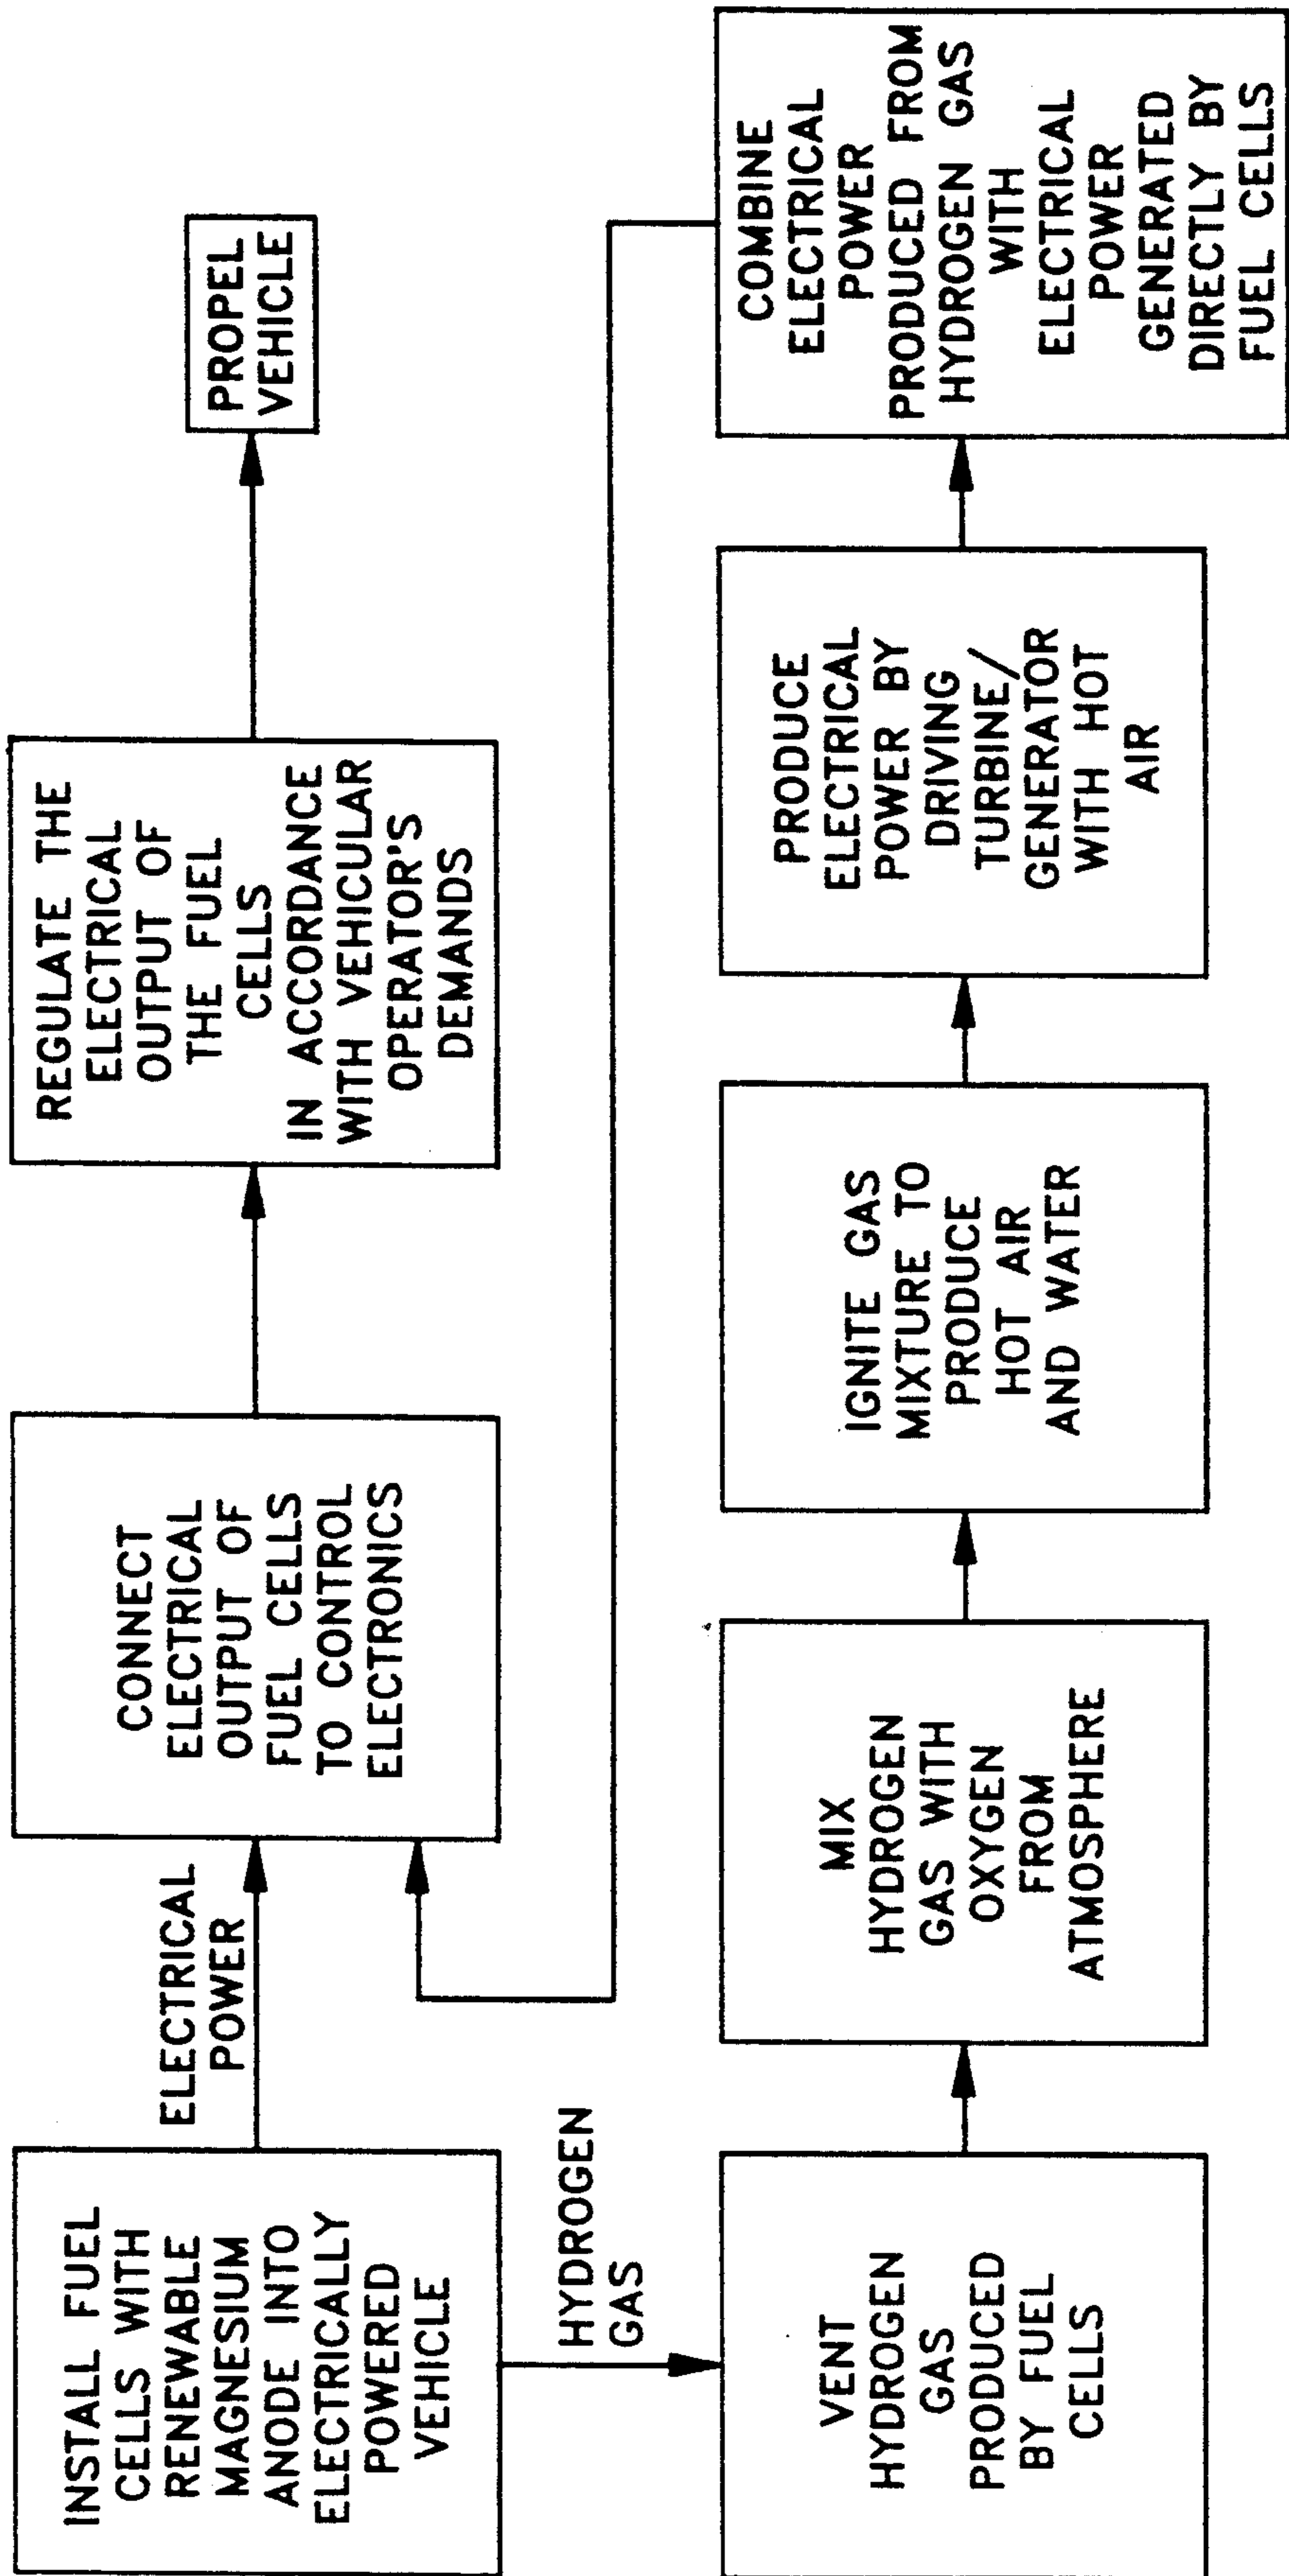 INSTALL FUEL
CELLS WITH
RENEWABLE
MAGNESIUM
ANODE INTO
ELECTRICALLY
POWERED
VEHICLE
ELECTRICAL
POWER
CONNECT
ELECTRICAL
OUTPUT OF
FUEL CELLS
TO CONTROL
ELECTRONICS
REGULATE THE
ELECTRICAL
OUTPUT OF
THE FUEL
CELLS
IN ACCORDANCE
WITH VEHICULAR
OPERATOR'S
DEMANDS
PROPEL
VEHICLE
HYDROGEN
GAS
VENT
HYDROGEN
GAS
PRODUCED
BY FUEL
CELLS
MIX
HYDROGEN
GAS WITH
OXYGEN
FROM
ATMOSPHERE
IGNITE GAS
MIXTURE TO
PRODUCE
HOT AIR
AND WATER
PRODUCE
ELECTRICAL
POWER BY
DRIVING
TURBINE/
GENERATOR
WITH HOT
AIR
COMBINE
ELECTRICAL
POWER
PRODUCED FROM
HYDROGEN GAS
WITH
ELECTRICAL
POWER
GENERATED
DIRECTLY BY
FUEL CELLS